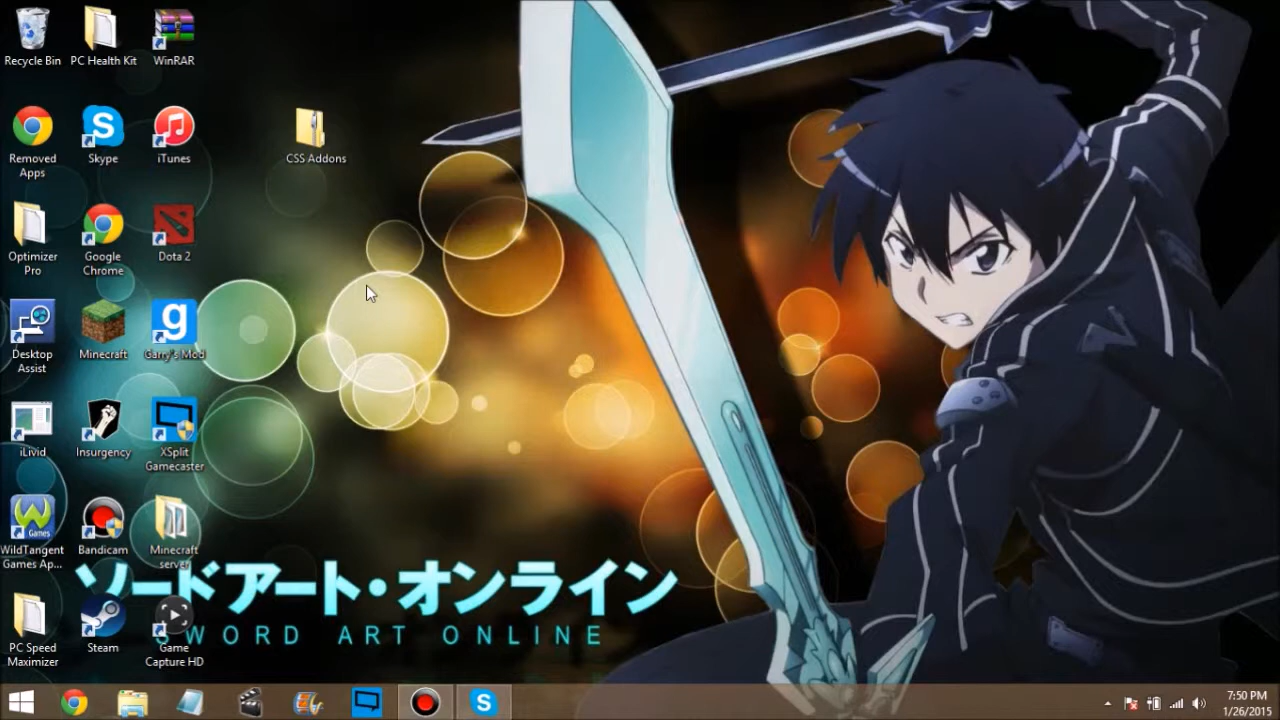 Recycle Bin
PC Health Kit
WinRAR
Removed
Apps
Skype
iTunes
CSS Addons
Optimizer
Pro
Google
Chrome
Dota 2
Desktop
Assist
Minecraft
g
Garry's Mod
iLivid
Insurgency
XSplit
Gamecaster
Games
WildTangent
Games Ap...
Bandicam
Minecraft
server
ソードアート・オンライン
SWORD ART ONLINE
PC Speed
Maximizer
Steam
Game
Capture HD
7:50 PM
1/26/2015